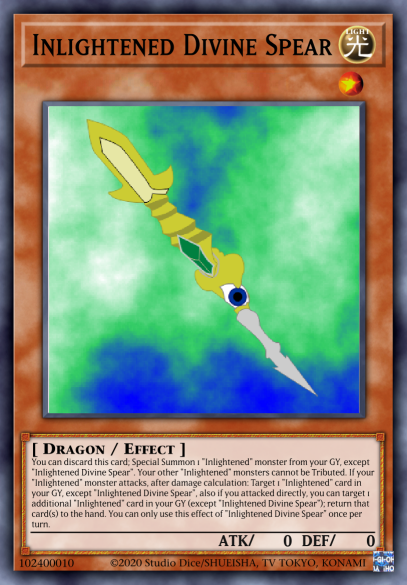 Inlightened Divine Spear
LIGHT
光
[ Dragon / Effect ]
You can discard this card; Special Summon 1 "Inlightened" monster from your GY, except
"Inlightened Divine Spear". Your other "Inlightened" monsters cannot be Tributed. If your
"Inlightened" monster attacks, after damage calculation: Target 1 "Inlightened" card in
your GY, except "Inlightened Divine Spear", also if you attacked directly, you can target 1
additional "Inlightened" card in your GY (except "Inlightened Divine Spear"); return that
card(s) to the hand. You can only use this effect of "Inlightened Divine Spear" once per
turn.
ATK/ 0 DEF/ 0
102400010 ©2020 Studio Dice/SHUEISHA, TV TOKYO, KONAMI